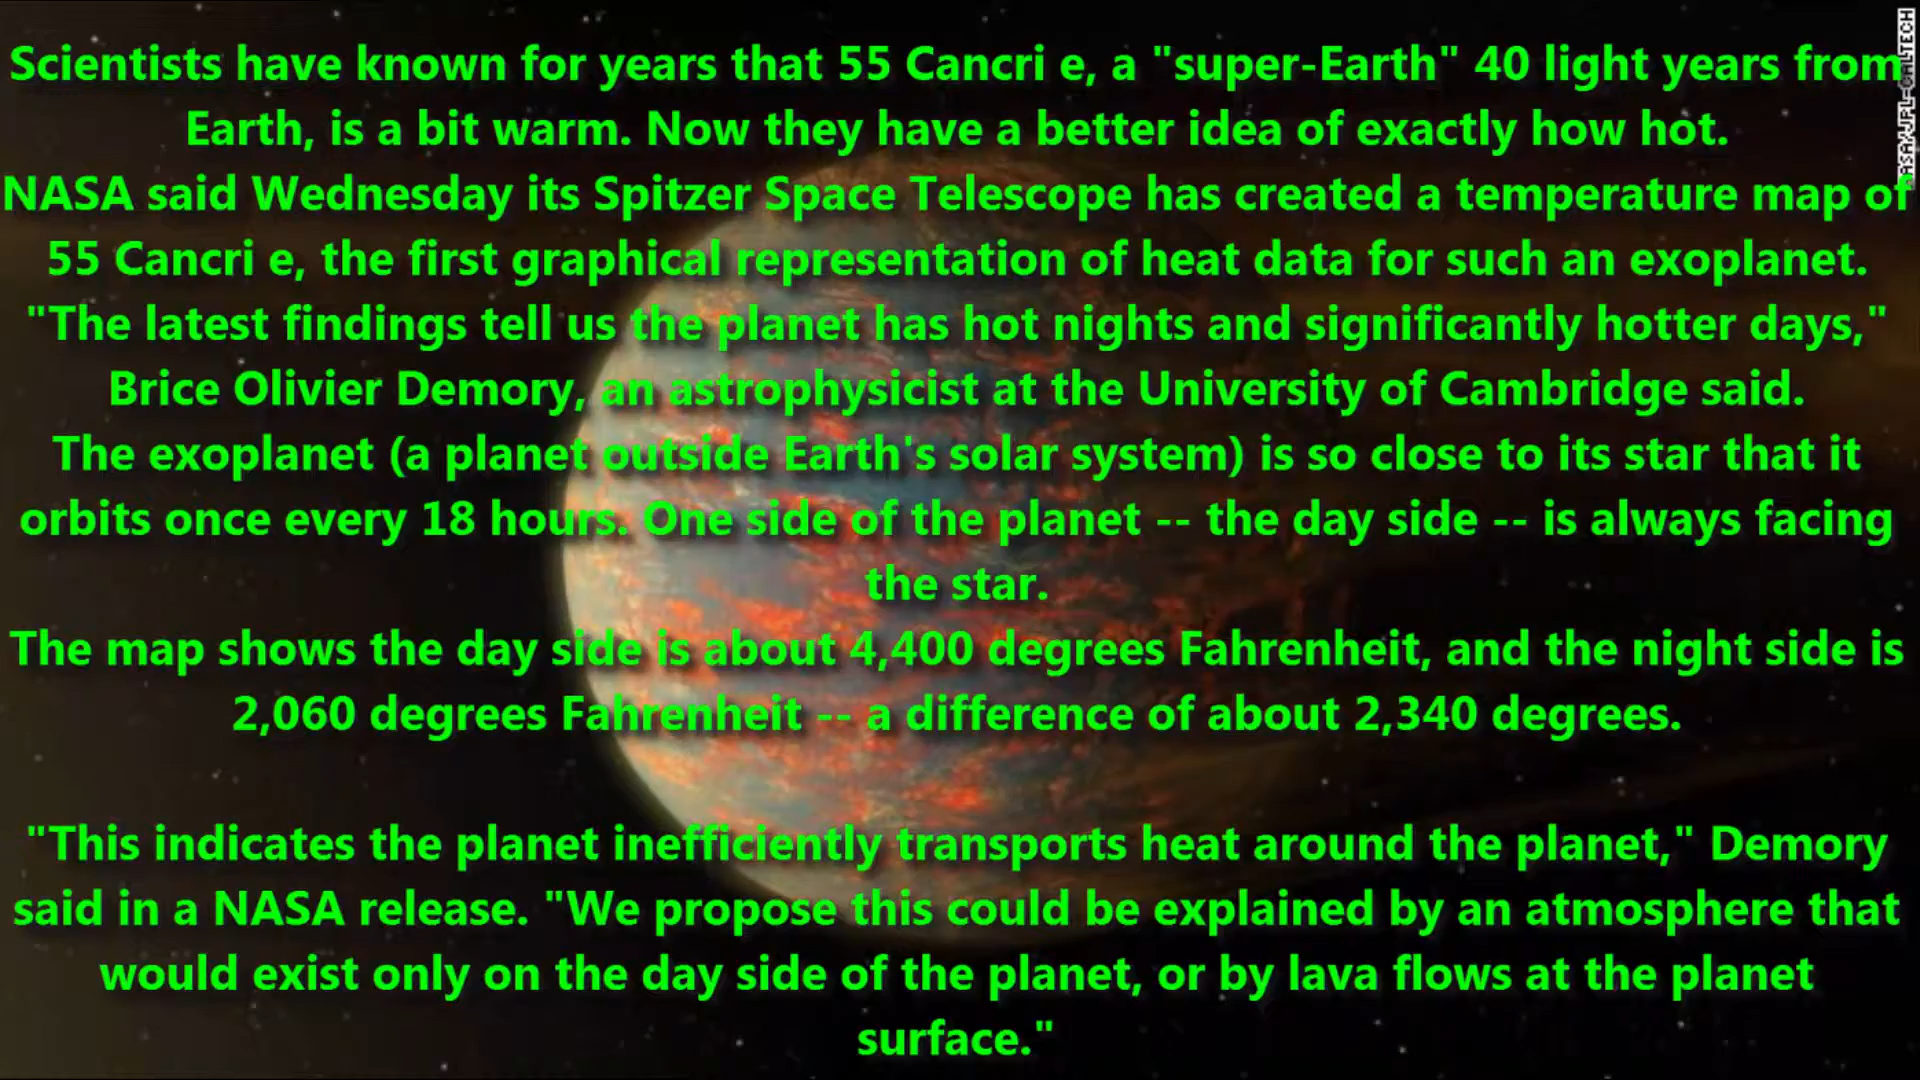 Scientists have known for years that 55 Cancri e, a "super-Earth" 40 light years from
Earth, is a bit warm. Now they have a better idea of exactly how hot.
NASA said Wednesday its Spitzer Space Telescope has created a temperature map of
55 Cancri e, the first graphical representation of heat data for such an exoplanet.
"The latest findings tell us the planet has hot nights and significantly hotter days,"
Brice Olivier Demory, an astrophysicist at the University of Cambridge said.
The exoplanet (a planet outside Earth's solar system) is so close to its star that it
orbits once every 18 hours. One side of the planet -- the day side -- is always facing
the star.
The map shows the day side is about 4,400 degrees Fahrenheit, and the night side is
2,060 degrees Fahrenheit -- a difference of about 2,340 degrees.
"This indicates the planet inefficiently transports heat around the planet," Demory
said in a NASA release. "We propose this could be explained by an atmosphere that
would exist only on the day side of the planet, or by lava flows at the planet
surface."
NASA/JPL-CALTECH